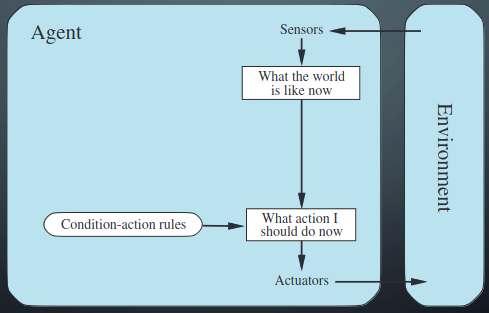 Agent
Sensors
What the world
is like now
Condition-action rules
What action I
should do now
Actuators
Environment